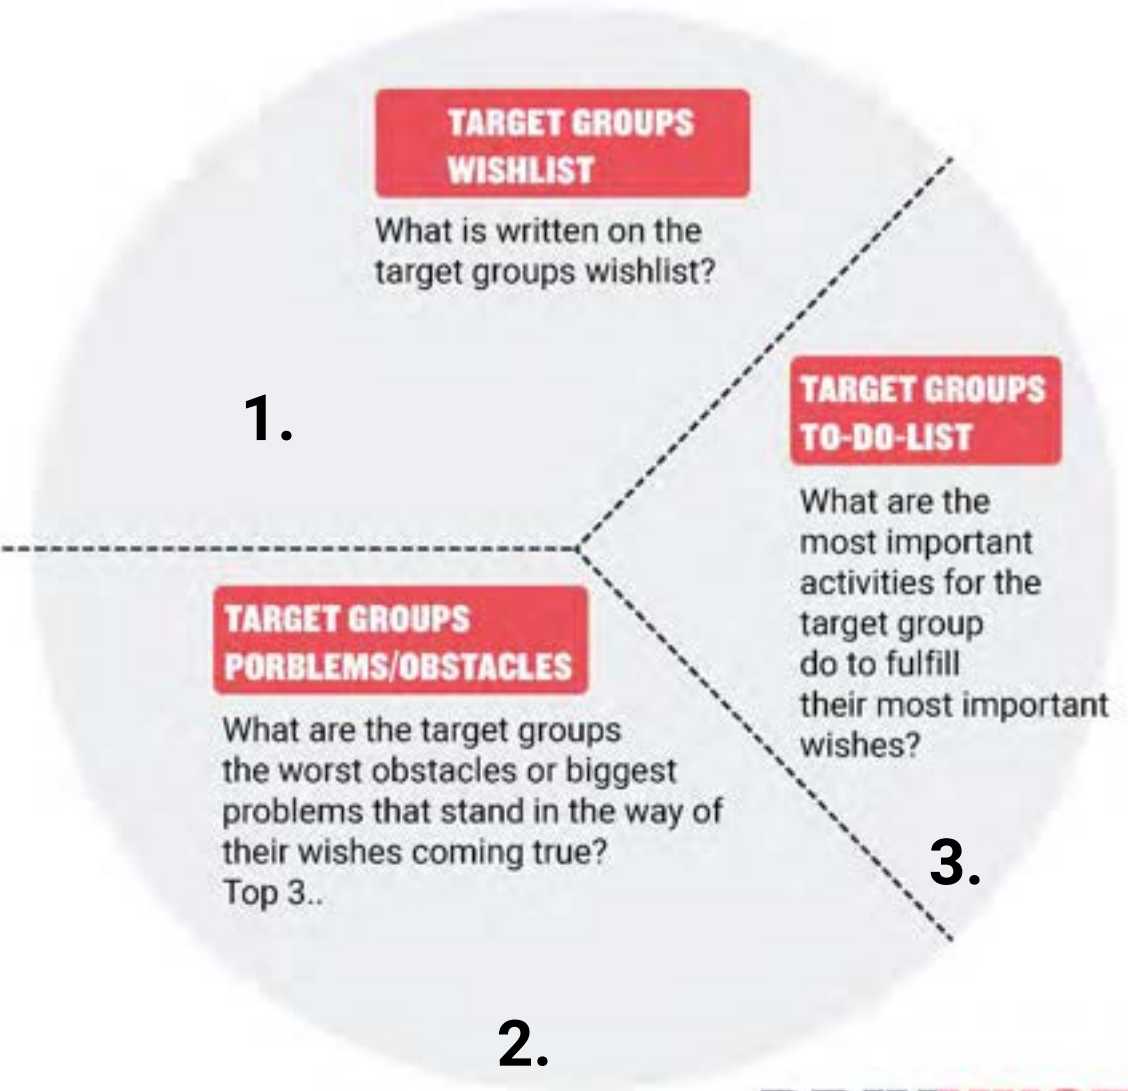 TARGET GROUPS
WISHLIST
What is written on the
target groups wishlist?
1.
TARGET GROUPS
PORBLEMS/OBSTACLES
What are the target groups
the worst obstacles or biggest
problems that stand in the way of
their wishes coming true?
Top 3..
2.
TARGET GROUPS
TO-DO-LIST
What are the
most important
activities for the
target group
do to fulfill
their most important
wishes?
3.